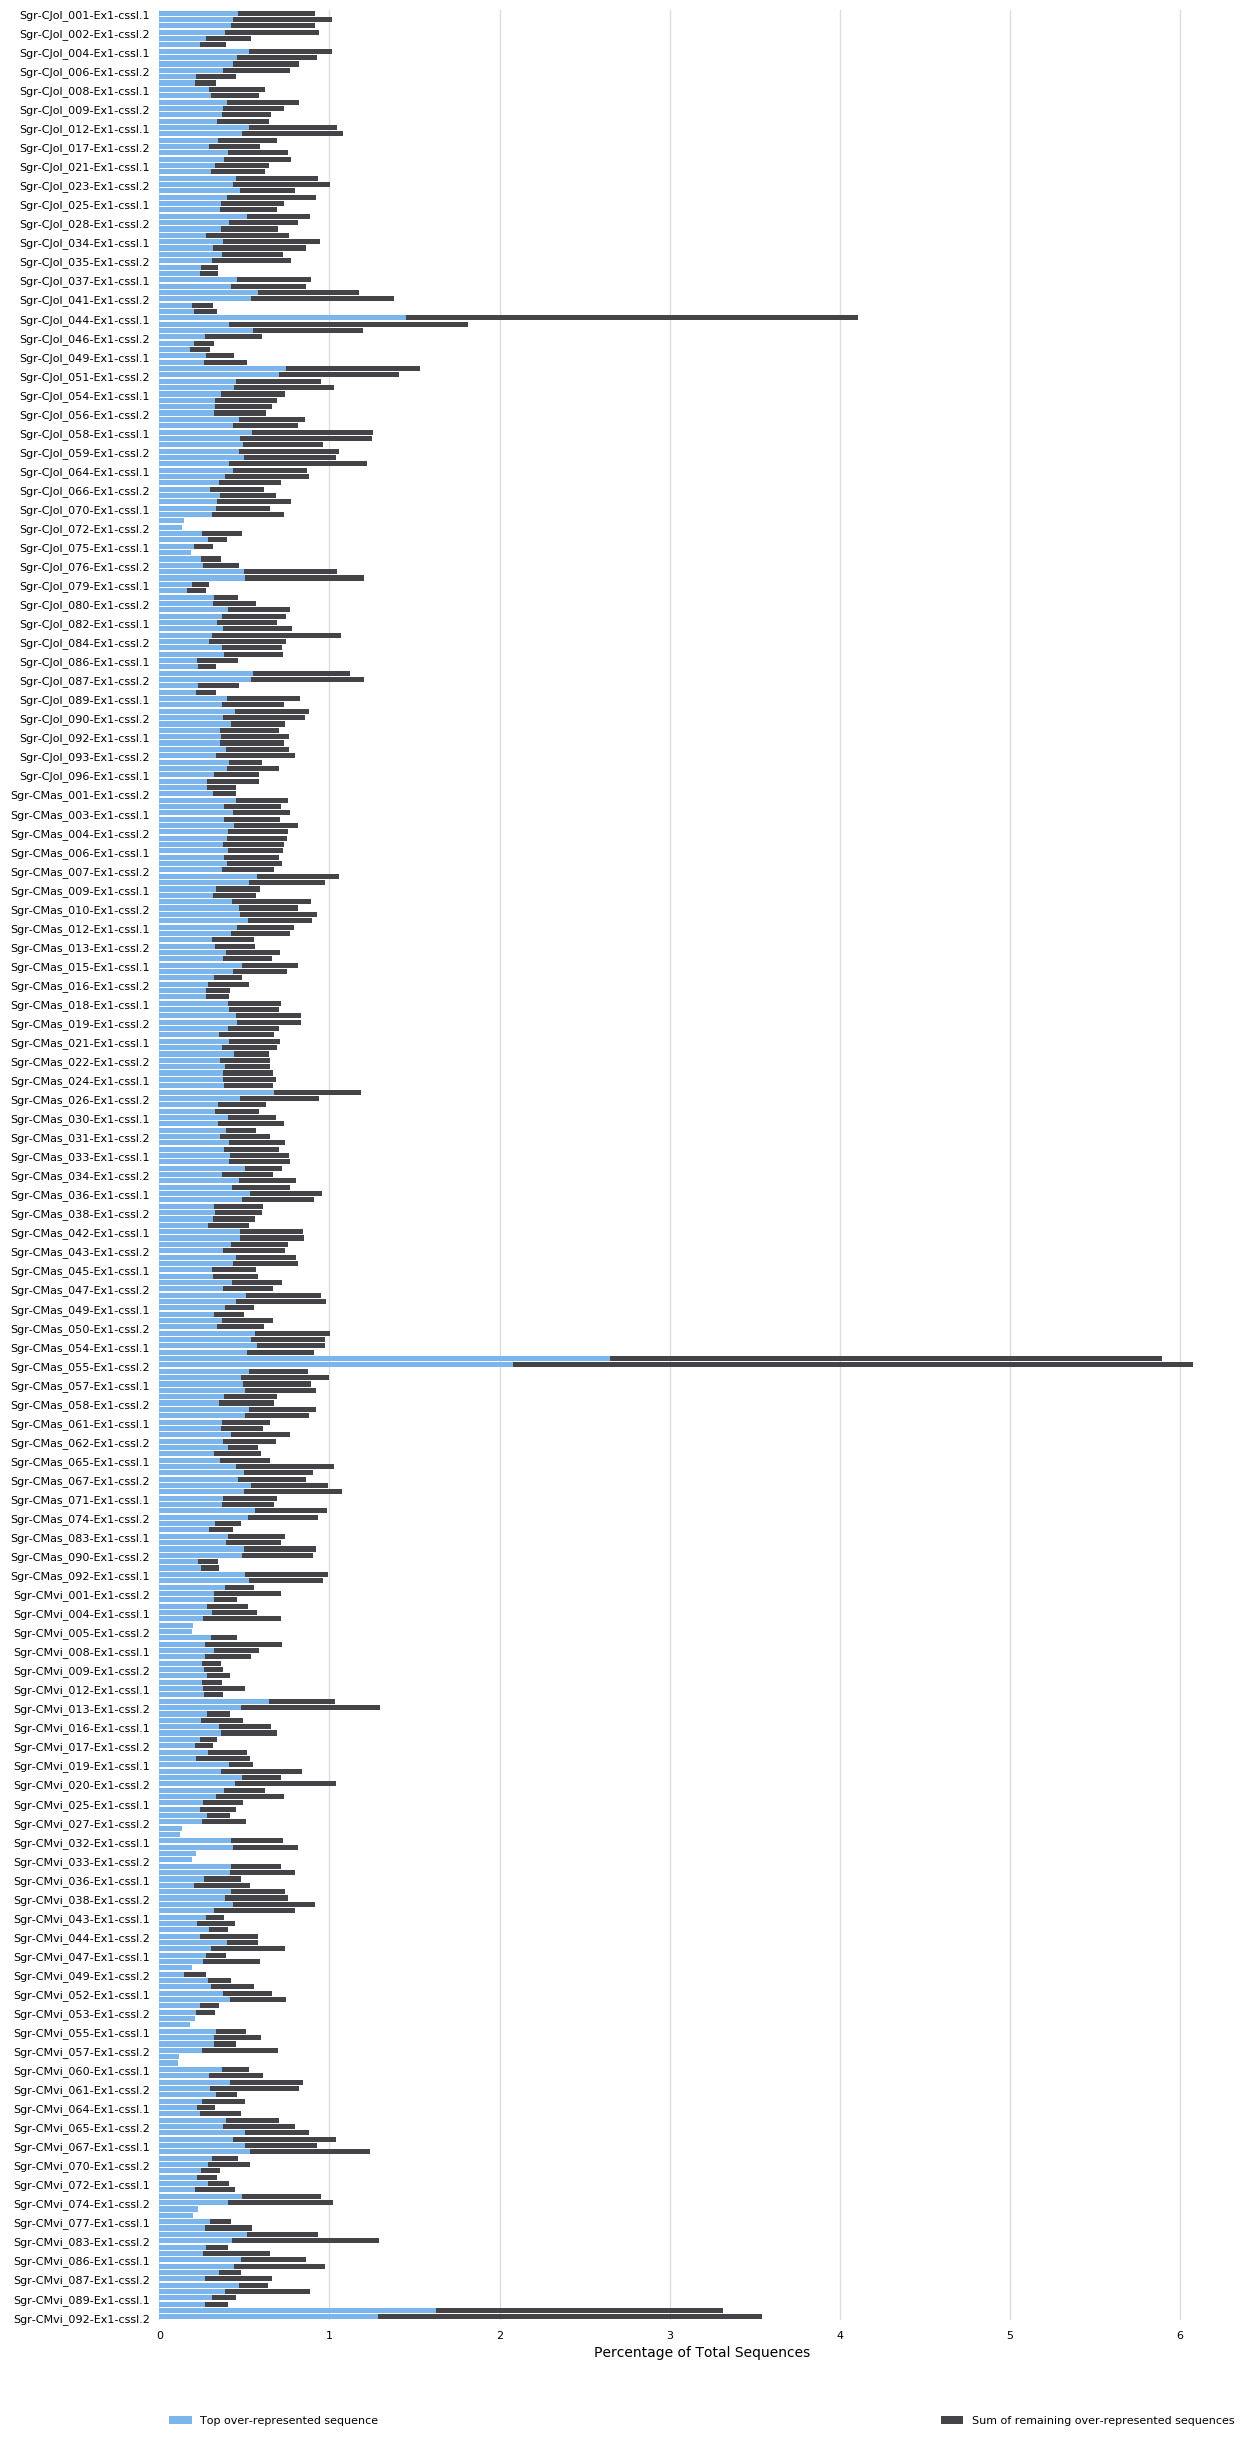 Sgr-CJol_001-Ex1-cssl.1
Sgr-CJol_002-Ex1-cssl.2
Sgr-CJol_004-Ex1-cssl.1
Sgr-CJol_006-Ex1-cssl.2
Sgr-CJol_008-Ex1-cssl.1
Sgr-CJol_009-Ex1-cssl.2
Sgr-CJol_012-Ex1-cssl.1
Sgr-CJol_017-Ex1-cssl.2
Sgr-CJol_021-Ex1-cssl.1
Sgr-CJol_023-Ex1-cssl.2
Sgr-CJol_025-Ex1-cssl.1
Sgr-CJol_028-Ex1-cssl.2
Sgr-CJol_034-Ex1-cssl.1
Sgr-CJol_035-Ex1-cssl.2
Sgr-CJol_037-Ex1-cssl.1
Sgr-CJol_041-Ex1-cssl.2
Sgr-CJol_044-Ex1-cssl.1
Sgr-CJol_046-Ex1-cssl.2
Sgr-CJol_049-Ex1-cssl.1
Sgr-CJol_051-Ex1-cssl.2
Sgr-CJol_054-Ex1-cssl.1
Sgr-CJol_056-Ex1-cssl.2
Sgr-CJol_058-Ex1-cssl.1
Sgr-CJol_059-Ex1-cssl.2
Sgr-CJol_064-Ex1-cssl.1
Sgr-CJol_066-Ex1-cssl.2
Sgr-CJol_070-Ex1-cssl.1
Sgr-CJol_072-Ex1-cssl.2
Sgr-CJol_075-Ex1-cssl.1
Sgr-CJol_076-Ex1-cssl.2
Sgr-CJol_079-Ex1-cssl.1
Sgr-CJol_080-Ex1-cssl.2
Sgr-CJol_082-Ex1-cssl.1
Sgr-CJol_084-Ex1-cssl.2
Sgr-CJol_086-Ex1-cssl.1
Sgr-CJol_087-Ex1-cssl.2
Sgr-CJol_089-Ex1-cssl.1
Sgr-CJol_090-Ex1-cssl.2
Sgr-CJol_092-Ex1-cssl.1
Sgr-CJol_093-Ex1-cssl.2
Sgr-CJol_096-Ex1-cssl.1
Sgr-CMas_001-Ex1-cssl.2
Sgr-CMas_003-Ex1-cssl.1
Sgr-CMas_004-Ex1-cssl.2
Sgr-CMas_006-Ex1-cssl.1
Sgr-CMas_007-Ex1-cssl.2
Sgr-CMas_009-Ex1-cssl.1
Sgr-CMas_010-Ex1-cssl.2
Sgr-CMas_012-Ex1-cssl.1
Sgr-CMas_013-Ex1-cssl.2
Sgr-CMas_015-Ex1-cssl.1
Sgr-CMas_016-Ex1-cssl.2
Sgr-CMas_018-Ex1-cssl.1
Sgr-CMas_019-Ex1-cssl.2
Sgr-CMas_021-Ex1-cssl.1
Sgr-CMas_022-Ex1-cssl.2
Sgr-CMas_024-Ex1-cssl.1
Sgr-CMas_026-Ex1-cssl.2
Sgr-CMas_030-Ex1-cssl.1
Sgr-CMas_031-Ex1-cssl.2
Sgr-CMas_033-Ex1-cssl.1
Sgr-CMas_034-Ex1-cssl.2
Sgr-CMas_036-Ex1-cssl.1
Sgr-CMas_038-Ex1-cssl.2
Sgr-CMas_042-Ex1-cssl.1
Sgr-CMas_043-Ex1-cssl.2
Sgr-CMas_045-Ex1-cssl.1
Sgr-CMas_047-Ex1-cssl.2
Sgr-CMas_049-Ex1-cssl.1
Sgr-CMas_050-Ex1-cssl.2
Sgr-CMas_054-Ex1-cssl.1
Sgr-CMas_055-Ex1-cssl.2
Sgr-CMas_057-Ex1-cssl.1
Sgr-CMas_058-Ex1-cssl.2
Sgr-CMas_061-Ex1-cssl.1
Sgr-CMas_062-Ex1-cssl.2
Sgr-CMas_065-Ex1-cssl.1
Sgr-CMas_067-Ex1-cssl.2
Sgr-CMas_071-Ex1-cssl.1
Sgr-CMas_074-Ex1-cssl.2
Sgr-CMas_083-Ex1-cssl.1
Sgr-CMas_090-Ex1-cssl.2
Sgr-CMas_092-Ex1-cssl.1
Sgr-CMvi_001-Ex1-cssl.2
Sgr-CMvi_004-Ex1-cssl.1
Sgr-CMvi_005-Ex1-cssl.2
Sgr-CMvi_008-Ex1-cssl.1
Sgr-CMvi_009-Ex1-cssl.2
Sgr-CMvi_012-Ex1-cssl.1
Sgr-CMvi_013-Ex1-cssl.2
Sgr-CMvi_016-Ex1-cssl.1
Sgr-CMvi_017-Ex1-cssl.2
Sgr-CMvi_019-Ex1-cssl.1
Sgr-CMvi_020-Ex1-cssl.2
Sgr-CMvi_025-Ex1-cssl.1
Sgr-CMvi_027-Ex1-cssl.2
Sgr-CMvi_032-Ex1-cssl.1
Sgr-CMvi_033-Ex1-cssl.2
Sgr-CMvi_036-Ex1-cssl.1
Sgr-CMvi_038-Ex1-cssl.2
Sgr-CMvi_043-Ex1-cssl.1
Sgr-CMvi_044-Ex1-cssl.2
Sgr-CMvi_047-Ex1-cssl.1
Sgr-CMvi_049-Ex1-cssl.2
Sgr-CMvi_052-Ex1-cssl.1
Sgr-CMvi_053-Ex1-cssl.2
Sgr-CMvi_055-Ex1-cssl.1
Sgr-CMvi_057-Ex1-cssl.2
Sgr-CMvi_060-Ex1-cssl.1
Sgr-CMvi_061-Ex1-cssl.2
Sgr-CMvi_064-Ex1-cssl.1
Sgr-CMvi_065-Ex1-cssl.2
Sgr-CMvi_067-Ex1-cssl.1
Sgr-CMvi_070-Ex1-cssl.2
Sgr-CMvi_072-Ex1-cssl.1
Sgr-CMvi_074-Ex1-cssl.2
Sgr-CMvi_077-Ex1-cssl.1
Sgr-CMvi_083-Ex1-cssl.2
Sgr-CMvi_086-Ex1-cssl.1
Sgr-CMvi_087-Ex1-cssl.2
Sgr-CMvi_089-Ex1-cssl.1
Sgr-CMvi_092-Ex1-cssl.2
0 1 2 3 4 5 6
Percentage of Total Sequences
Top over-represented sequence
Sum of remaining over-represented sequences